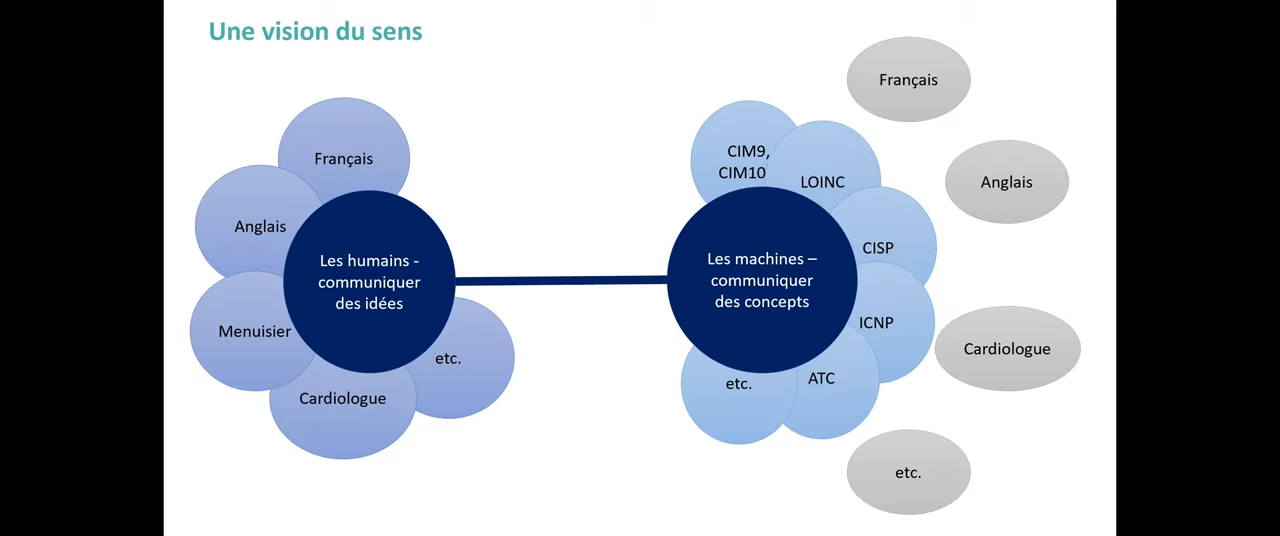 Une vision du sens
Français
Anglais
Menuisier
Cardiologue
etc.
Les humains -
communiquer
des idées
CIM9,
CIM10
LOINC
CISP
ICNP
ATC
etc.
Les machines –
communiquer
des concepts
Français
Anglais
Cardiologue
etc.